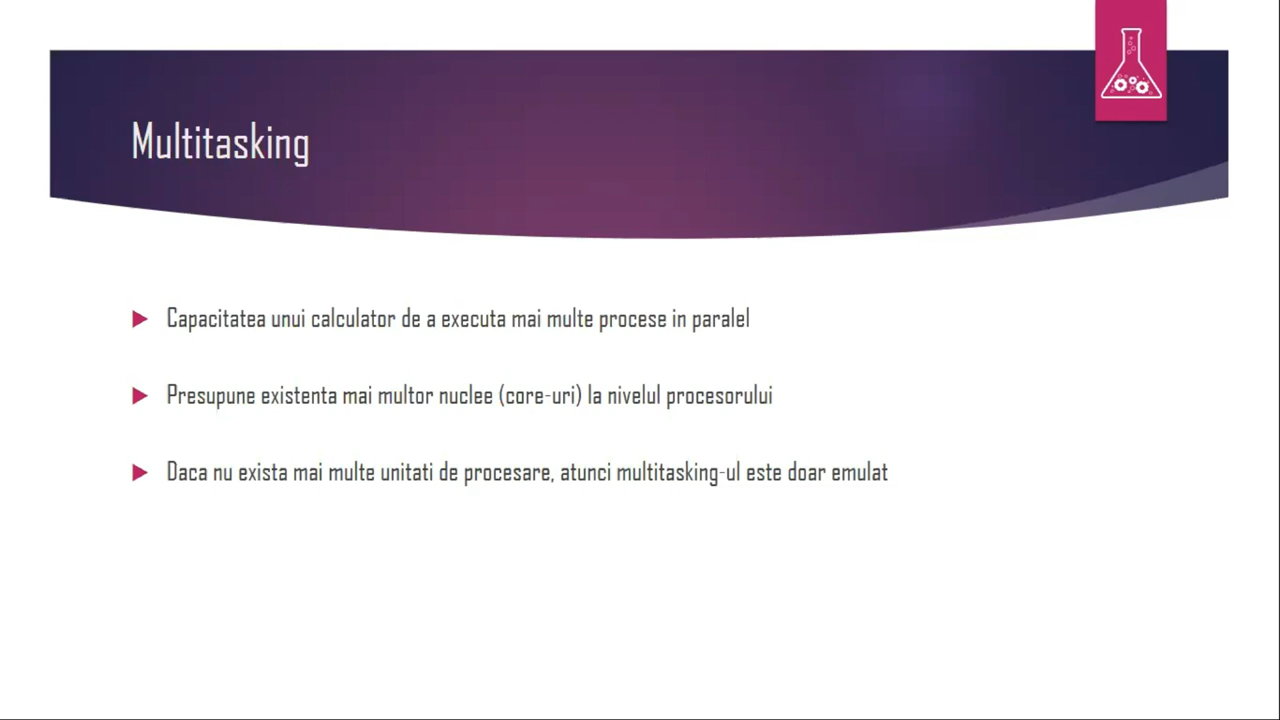 Multitasking
Capacitatea unui calculator de a executa mai multe procese in paralel
Presupune existenta mai multor nuclee (core-uri) la nivelul procesorului
Daca nu exista mai multe unitati de procesare, atunci multitasking-ul este doar emulat